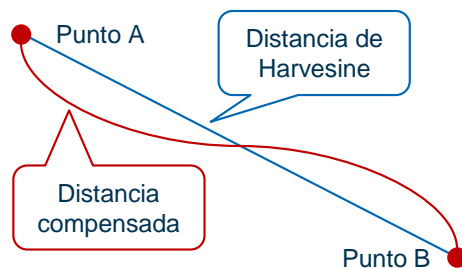 Punto A
Distancia de
Harvesine
Distancia
compensada
Punto B